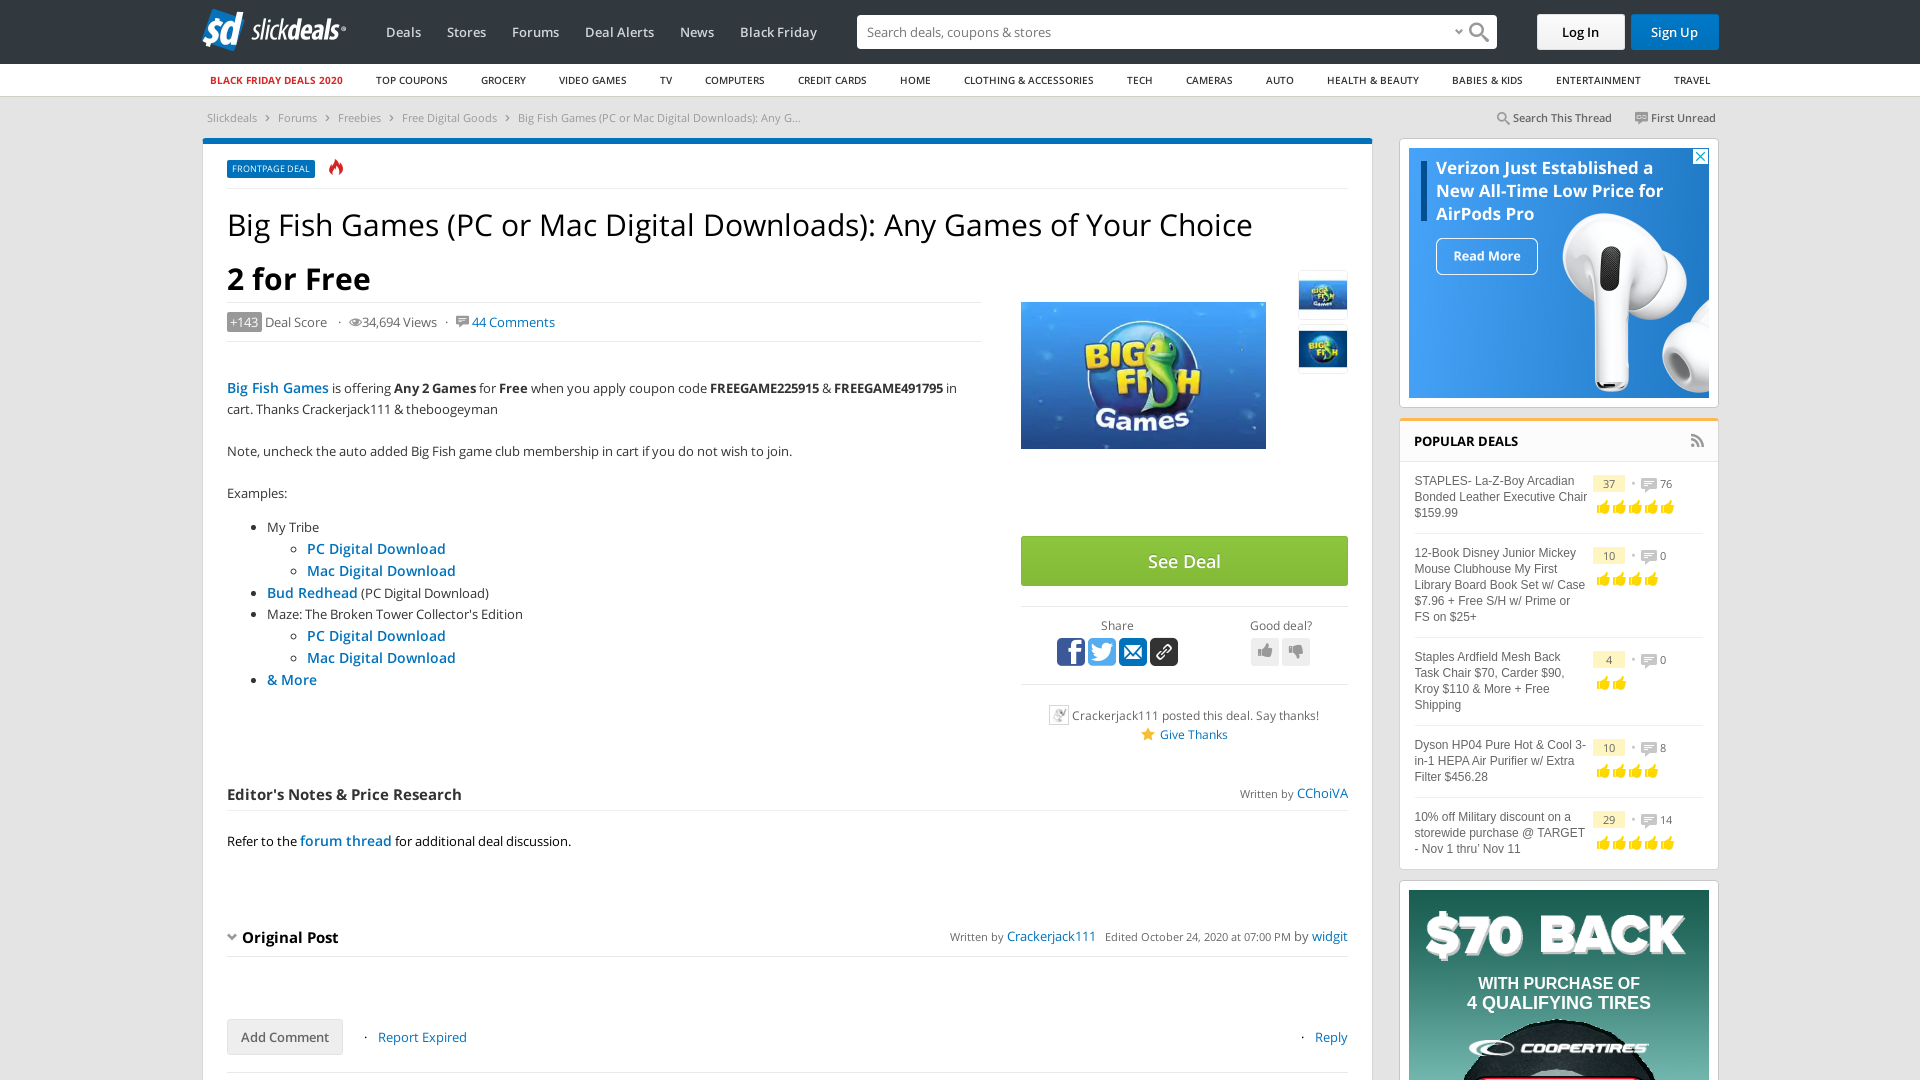 slickdeals
Deals
Stores
Forums
Deal Alerts
News
Black Friday
Search deals, coupons & stores
Log In
Sign Up
BLACK FRIDAY DEALS 2020
TOP COUPONS
GROCERY
VIDEO GAMES
TV
COMPUTERS
CREDIT CARDS
HOME
CLOTHING & ACCESSORIES
TECH
CAMERAS
AUTO
HEALTH & BEAUTY
BABIES & KIDS
ENTERTAINMENT
TRAVEL
Slickdeals › Forums › Freebies › Free Digital Goods › Big Fish Games (PC or Mac Digital Downloads): Any G...
Search This Thread
First Unread
FRONTPAGE DEAL
Big Fish Games (PC or Mac Digital Downloads): Any Games of Your Choice
2 for Free
+143 Deal Score · 34,694 Views · 44 Comments
Big Fish Games is offering Any 2 Games for Free when you apply coupon code FREEGAME225915 & FREEGAME491795 in
cart. Thanks Crackerjack111 & theboogeyman
Note, uncheck the auto added Big Fish game club membership in cart if you do not wish to join.
Examples:
My Tribe
PC Digital Download
Mac Digital Download
Bud Redhead (PC Digital Download)
Maze: The Broken Tower Collector's Edition
PC Digital Download
Mac Digital Download
& More
BIG
FISH
Games
BIG
FISH
Games
See Deal
Share
Good deal?
Crackerjack111 posted this deal. Say thanks!
Give Thanks
Editor's Notes & Price Research
Written by CChoiVA
Refer to the forum thread for additional deal discussion.
Original Post
Written by Crackerjack111 Edited October 24, 2020 at 07:00 PM by widgit
Add Comment
· Report Expired
· Reply
Verizon Just Established a
New All-Time Low Price for
AirPods Pro
Read More
POPULAR DEALS
STAPLES- La-Z-Boy Arcadian
Bonded Leather Executive Chair
$159.99
37 • 76
12-Book Disney Junior Mickey
Mouse Clubhouse My First
Library Board Book Set w/ Case
$7.96 + Free S/H w/ Prime or
FS on $25+
10 • 0
Staples Ardfield Mesh Back
Task Chair $70, Carder $90,
Kroy $110 & More + Free
Shipping
4 • 0
Dyson HP04 Pure Hot & Cool 3-
in-1 HEPA Air Purifier w/ Extra
Filter $456.28
10 • 8
10% off Military discount on a
storewide purchase @ TARGET
- Nov 1 thru' Nov 11
29 • 14
$70 BACK
WITH PURCHASE OF
4 QUALIFYING TIRES
COOPERTIRES